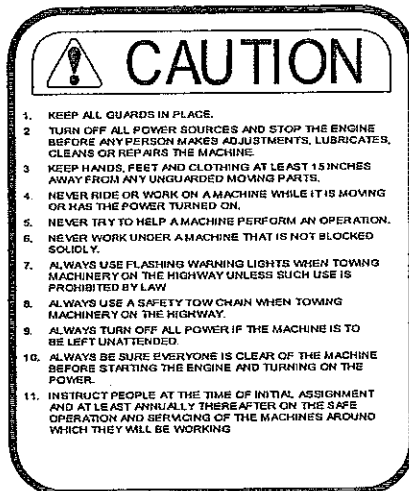 CAUTION
1. KEEP ALL GUARDS IN PLACE.
2 TURN OFF ALL POWER SOURCES AND STOP THE ENGINE
BEFORE ANY PERSON MAKES ADJUSTMENTS, LUBRICATES,
CLEANS OR REPAIRS THE MACHINE.
3 KEEP HANDS, FEET AND CLOTHING AT LEAST 15 INCHES
AWAY FROM ANY UNGUARDED MOVING PARTS.
4. NEVER RIDE OR WORK ON A MACHINE WHILE IT IS MOVING
OR HAS THE POWER TURNED ON.
5. NEVER TRY TO HELP A MACHINE PERFORM AN OPERATION.
6. NEVER WORK UNDER A MACHINE THAT IS NOT BLOCKED
SOLIDLY.
7. ALWAYS USE FLASHING WARNING LIGHTS WHEN TOWING
MACHINERY ON THE HIGHWAY UNLESS SUCH USE IS
PROHIBITED BY LAW
8. ALWAYS USE A SAFETY TOW CHAIN WHEN TOWING
MACHINERY ON THE HIGHWAY.
9. ALWAYS TURN OFF ALL POWER IF THE MACHINE IS TO
BE LEFT UNATTENDED.
10. ALWAYS BE SURE EVERYONE IS CLEAR OF THE MACHINE
BEFORE STARTING THE ENGINE AND TURNING ON THE
POWER.
11. INSTRUCT PEOPLE AT THE TIME OF INITIAL ASSIGNMENT
AND AT LEAST ANNUALLY THEREAFTER ON THE SAFE
OPERATION AND SERVICING OF THE MACHINES AROUND
WHICH THEY WILL BE WORKING